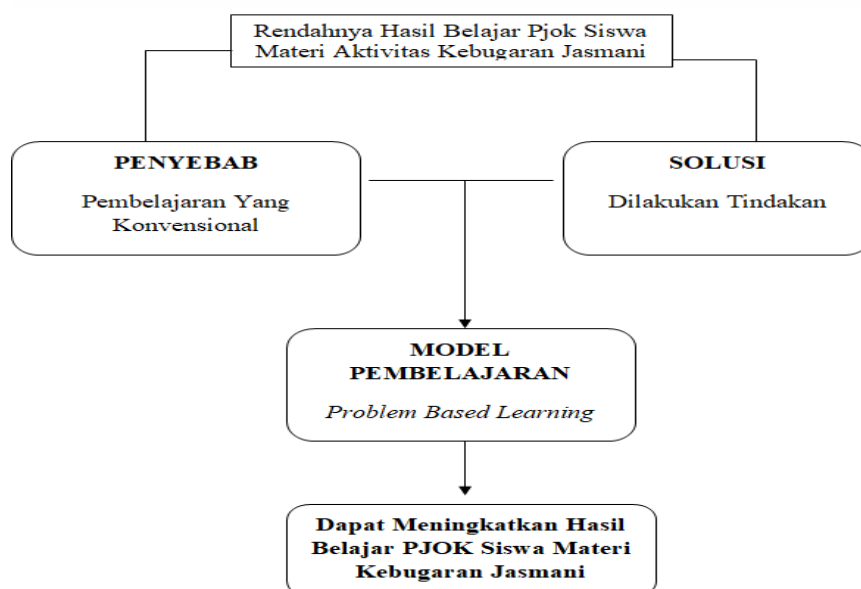 Rendahnya Hasil Belajar Pjok Siswa
Materi Aktivitas Kebugaran Jasmani
PENYEBAB
Pembelajaran Yang
Konvensional
SOLUSI
Dilakukan Tindakan
MODEL
PEMBELAJARAN
Problem Based Learning
Dapat Meningkatkan Hasil
Belajar PJOK Siswa Materi
Kebugaran Jasmani